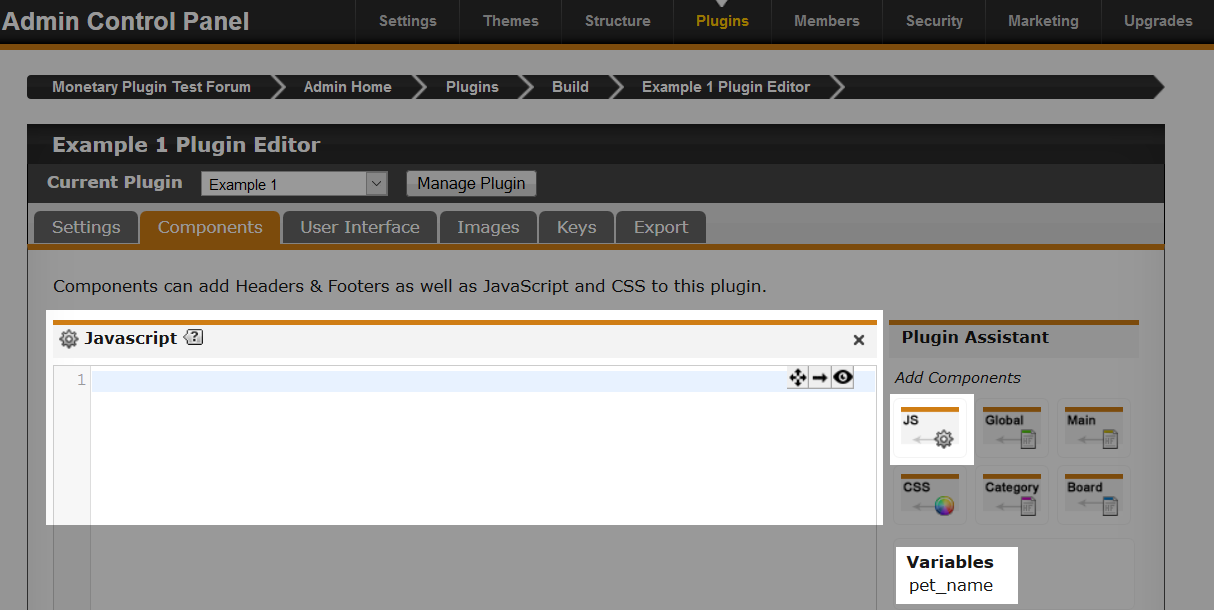 Admin Control Panel
Settings Themes Structure Plugins Members Security Marketing Upgrades
Monetary Plugin Test Forum Admin Home Plugins Build Example 1 Plugin Editor
Example 1 Plugin Editor
Current Plugin Example 1 Manage Plugin
Settings Components User Interface Images Keys Export
Components can add Headers & Footers as well as JavaScript and CSS to this plugin.
Javascript ?
1
Plugin Assistant
Add Components
JS Global Main
CSS Category Board
Variables
pet_name